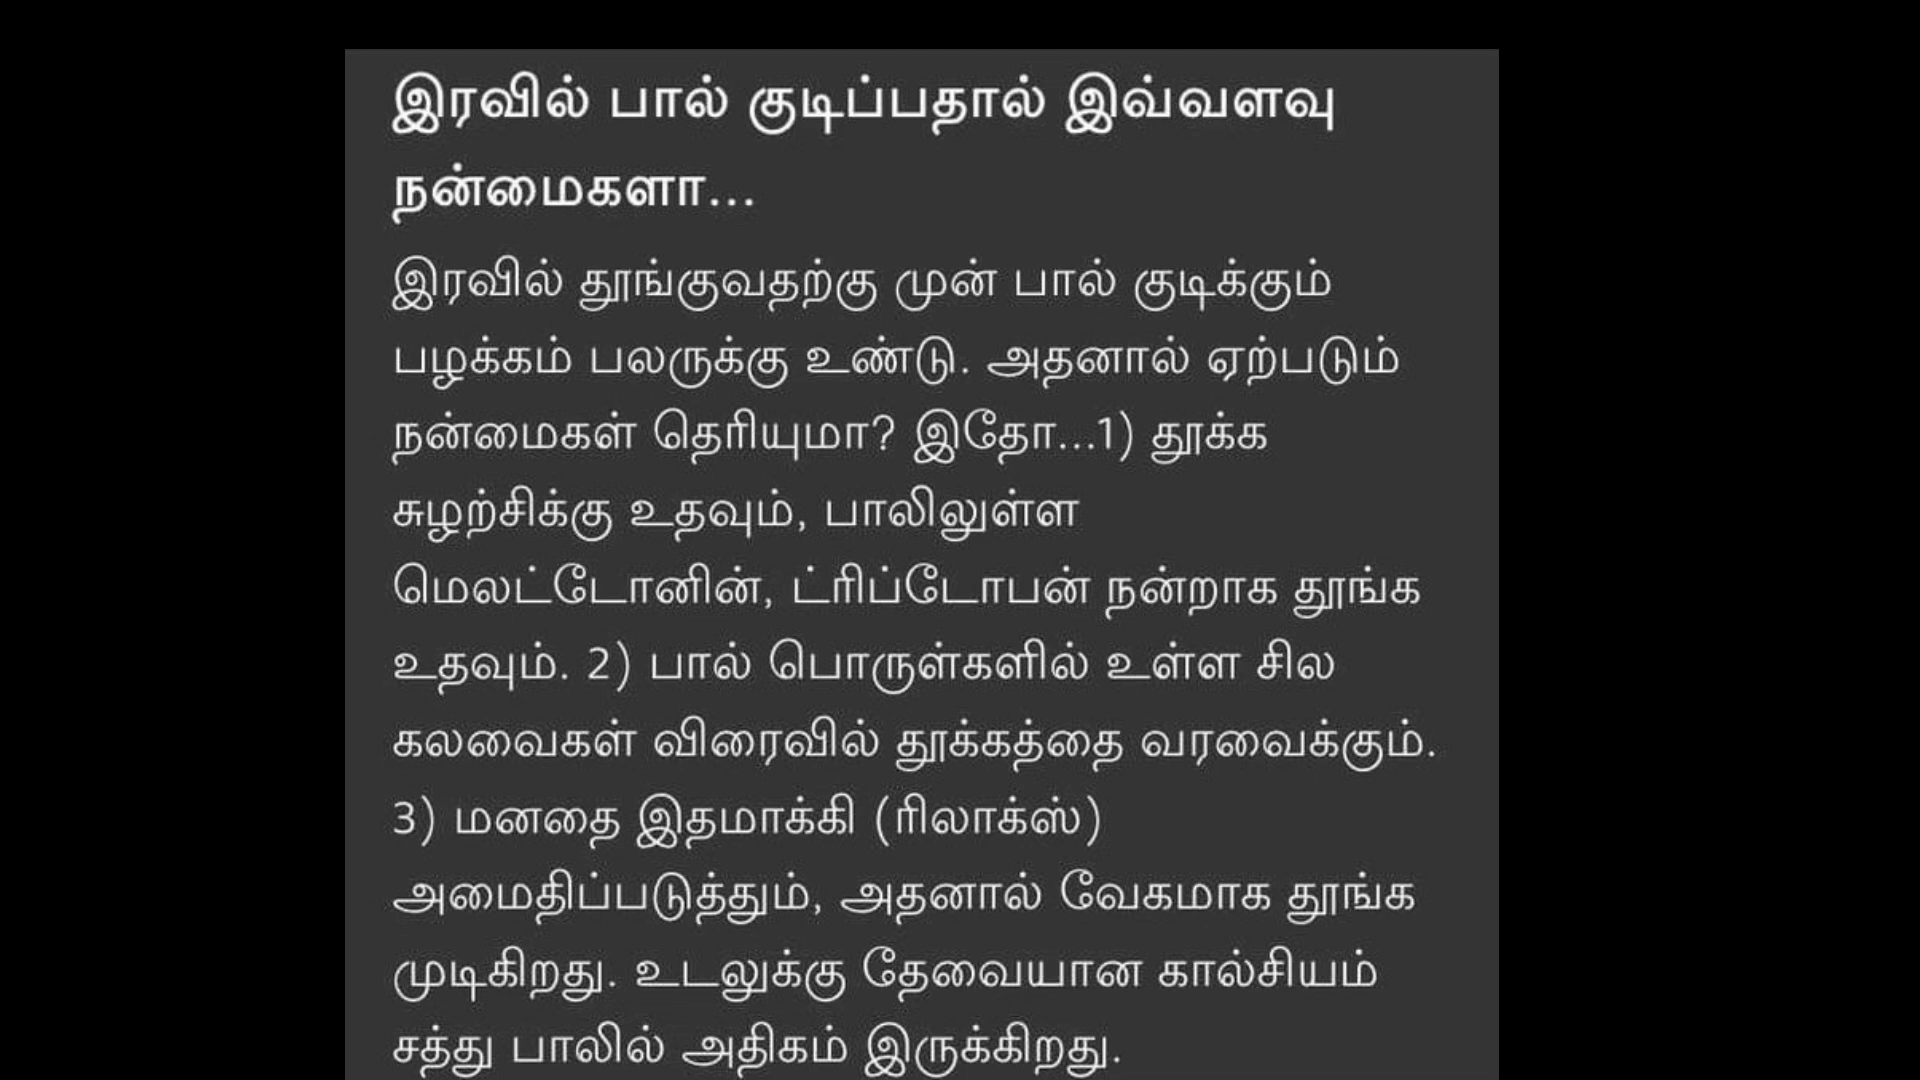 இரவில் பால் குடிப்பதால் இவ்வளவு
நன்மைகளா...
இரவில் தூங்குவதற்கு முன் பால் குடிக்கும்
பழக்கம் பலருக்கு உண்டு. அதனால் ஏற்படும்
நன்மைகள் தெரியுமா? இதோ...1) தூக்க
சுழற்சிக்கு உதவும், பாலிலுள்ள
மெலட்டோனின், ட்ரிப்டோபன் நன்றாக தூங்க
உதவும். 2) பால் பொருள்களில் உள்ள சில
கலவைகள் விரைவில் தூக்கத்தை வரவைக்கும்.
3) மனதை இதமாக்கி (ரிலாக்ஸ்)
அமைதிப்படுத்தும், அதனால் வேகமாக தூங்க
முடிகிறது. உடலுக்கு தேவையான கால்சியம்
சத்து பாலில் அதிகம் இருக்கிறது.